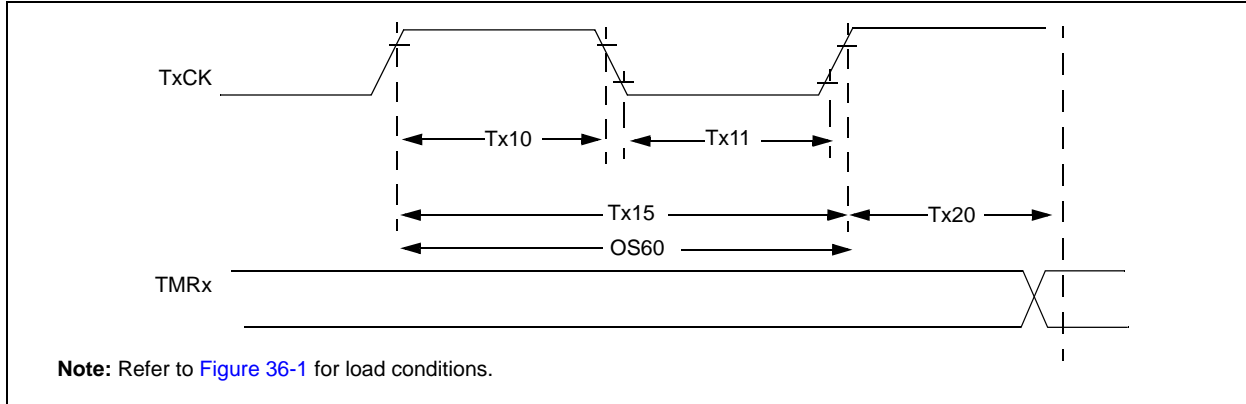 TxCK
Tx10
Tx11
Tx15
Tx20
OS60
TMRx
Note: Refer to Figure 36-1 for load conditions.